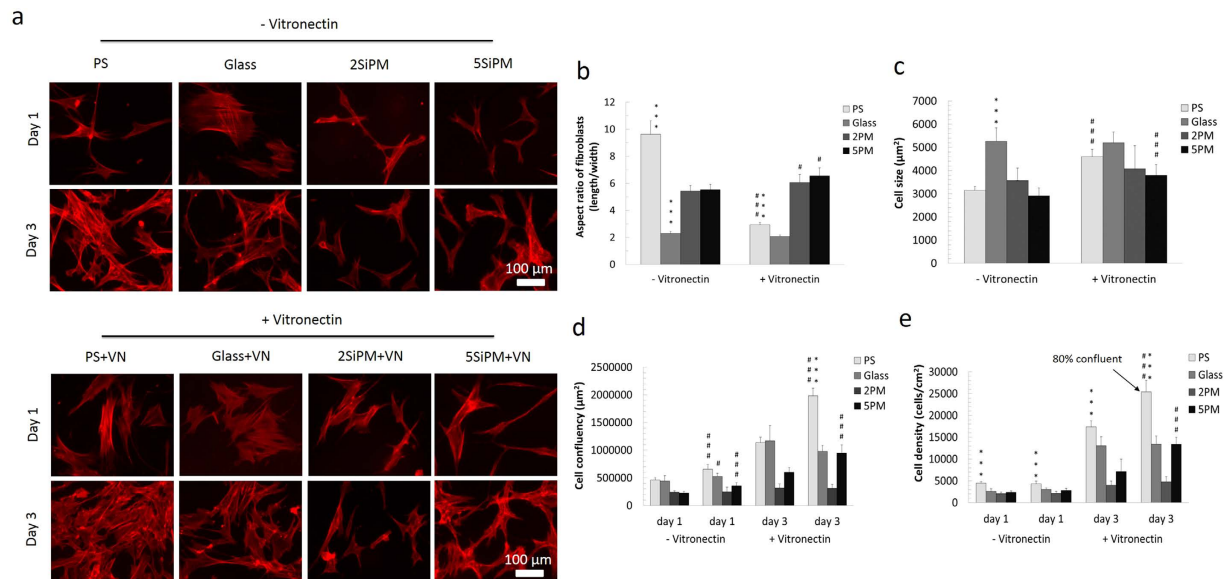 a
- Vitronectin
PS Glass 2SiPM 5SiPM
Day 1
Day 3
100 µm
+ Vitronectin
PS+VN Glass+VN 2SiPM+VN 5SiPM+VN
Day 1
Day 3
100 µm
b
Aspect ratio of fibroblasts
(length/width)
12
10
8
6
4
2
0
* * *
* * *
# # #
* * *
#
#
- Vitronectin + Vitronectin
PS
Glass
2PM
5PM
c
Cell size (µm²)
7000
6000
5000
4000
3000
2000
1000
0
* * *
# # #
# # #
- Vitronectin + Vitronectin
PS
Glass
2PM
5PM
d
Cell confluency (µm²)
2500000
2000000
1500000
1000000
500000
0
# # #
#
# # #
# # #
* * *
# # #
day 1 day 1 day 3 day 3
- Vitronectin + Vitronectin
PS
Glass
2PM
5PM
e
Cell density (cells/cm²)
30000
25000
20000
15000
10000
5000
0
80% confluent
* * *
* * *
* * *
# # #
* * *
# # #
day 1 day 1 day 3 day 3
- Vitronectin + Vitronectin
PS
Glass
2PM
5PM